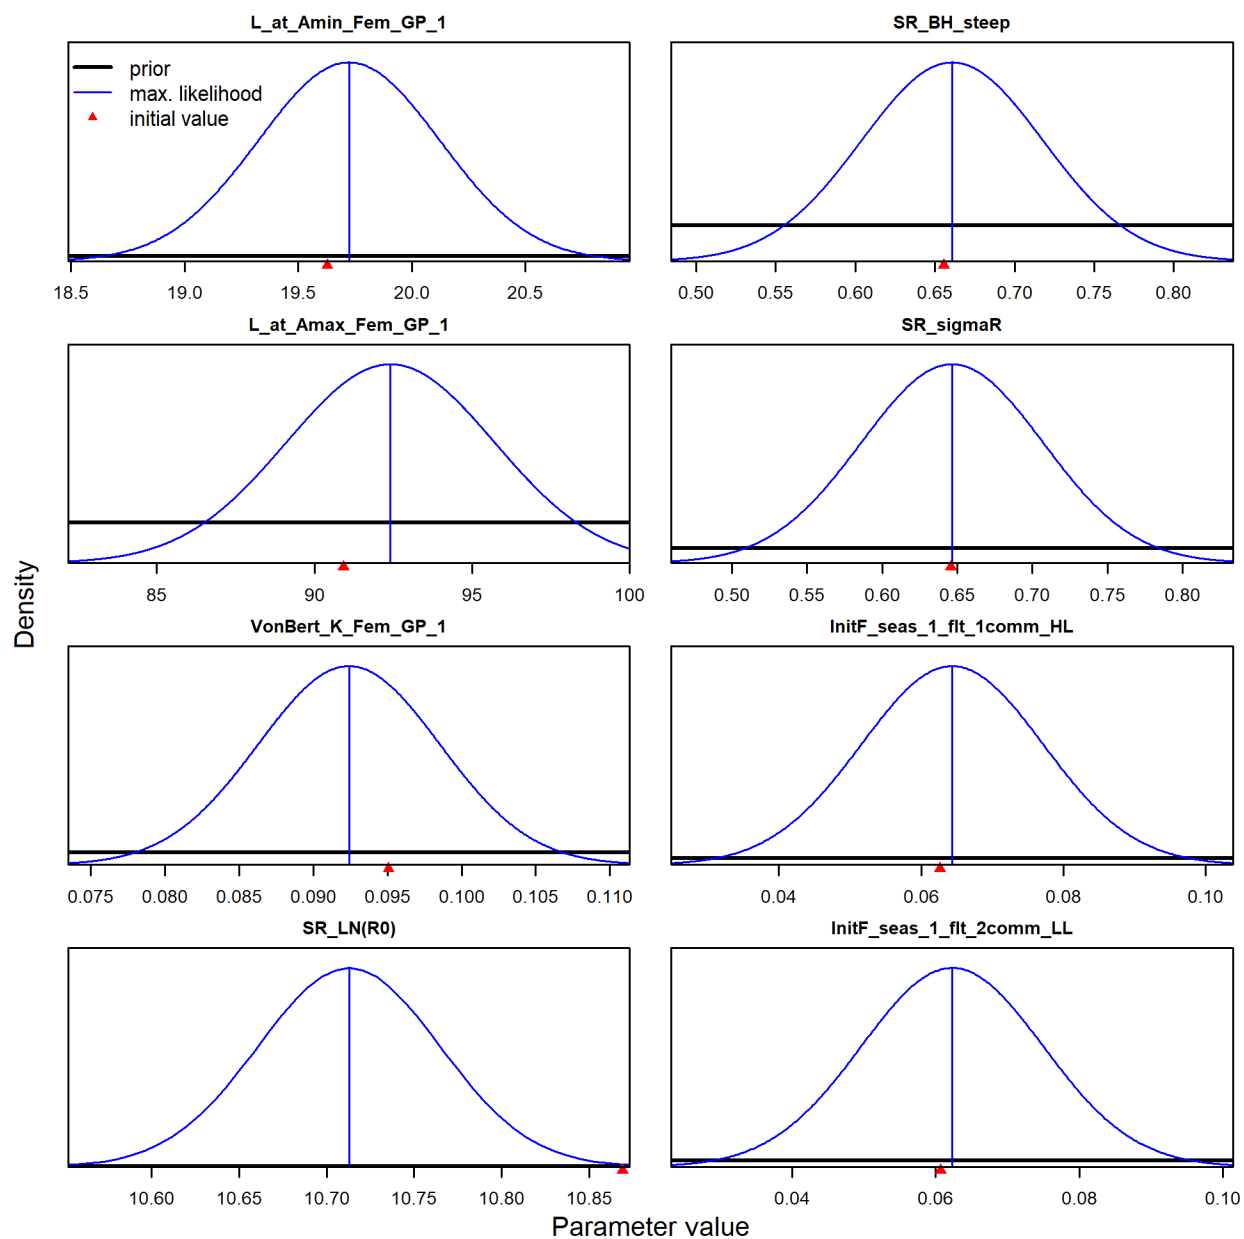 L_at_Amin_Fem_GP_1
prior
max. likelihood
initial value
18.5 19.0 19.5 20.0 20.5
SR_BH_steep
0.50 0.55 0.60 0.65 0.70 0.75 0.80
L_at_Amax_Fem_GP_1
85 90 95 100
SR_sigmaR
0.50 0.55 0.60 0.65 0.70 0.75 0.80
VonBert_K_Fem_GP_1
0.075 0.080 0.085 0.090 0.095 0.100 0.105 0.110
InitF_seas_1_flt_1comm_HL
0.04 0.06 0.08 0.10
SR_LN(R0)
10.60 10.65 10.70 10.75 10.80 10.85
InitF_seas_1_flt_2comm_LL
0.04 0.06 0.08 0.10
Density
Parameter value